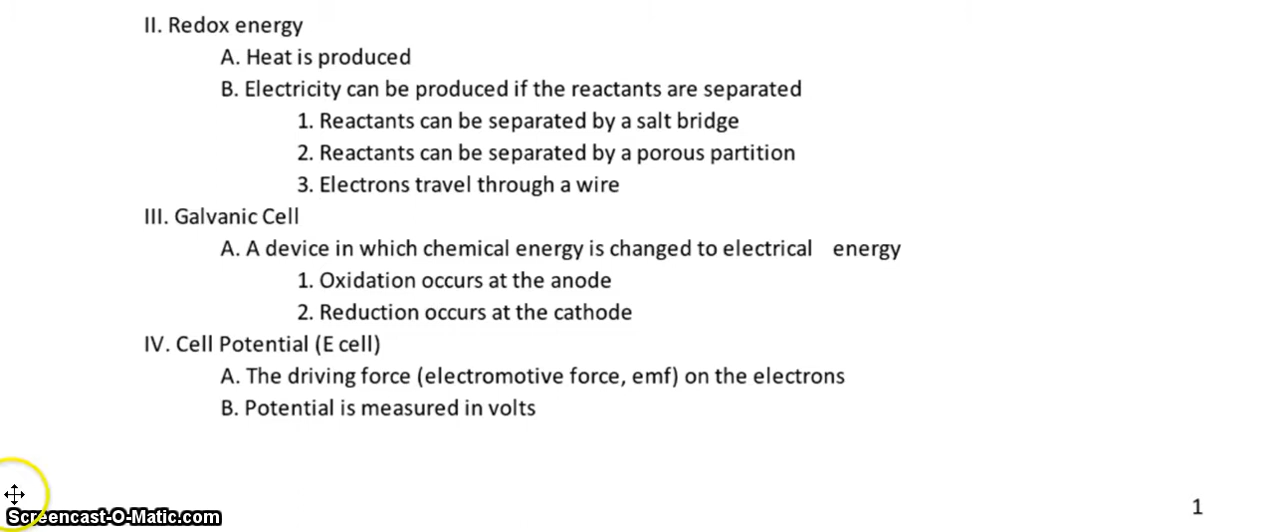 II. Redox energy
A. Heat is produced
B. Electricity can be produced if the reactants are separated
1. Reactants can be separated by a salt bridge
2. Reactants can be separated by a porous partition
3. Electrons travel through a wire
III. Galvanic Cell
A. A device in which chemical energy is changed to electrical energy
1. Oxidation occurs at the anode
2. Reduction occurs at the cathode
IV. Cell Potential (E cell)
A. The driving force (electromotive force, emf) on the electrons
B. Potential is measured in volts
1
Screencast-O-Matic.com